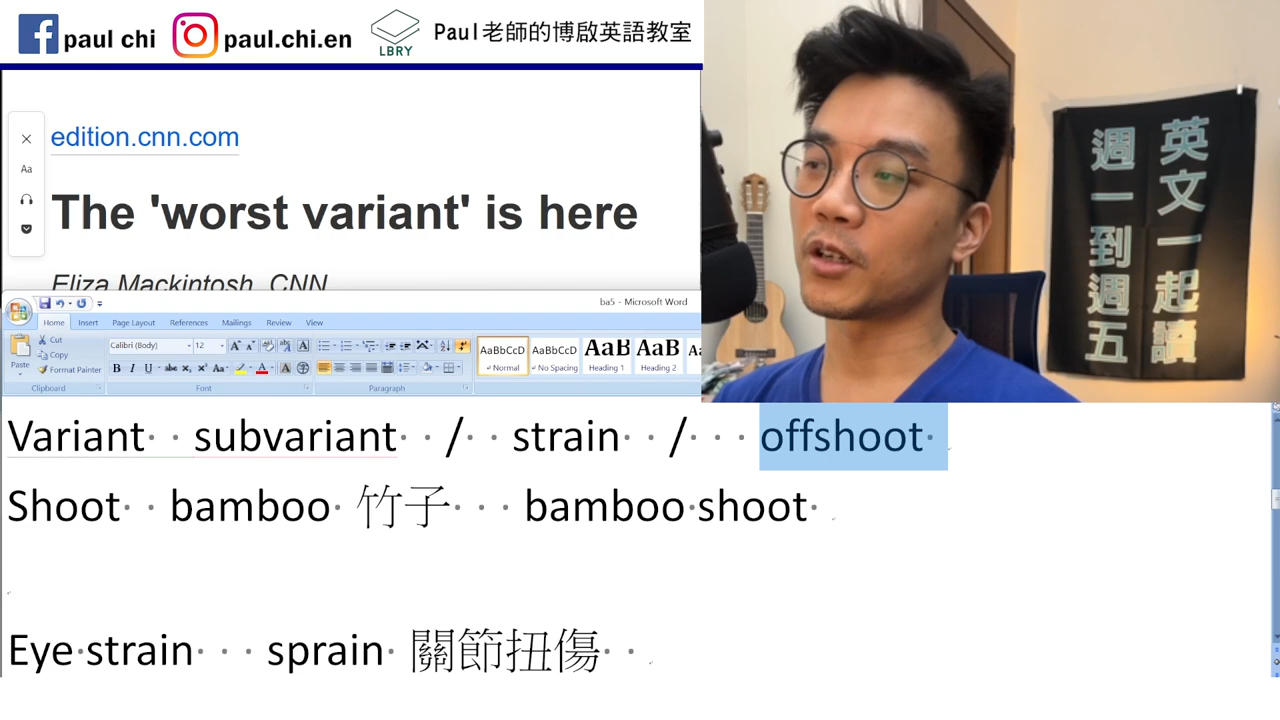 paul chi
paul.chi.en
LBRY
Paul老師的博啟英語教室
edition.cnn.com
Aa
The 'worst variant' is here
Eliza Mackintosh, CNN
ba5 - Microsoft Word
Home Insert Page Layout References Mailings Review View
Paste
Cut
Copy
Format Painter
Clipboard
Calibri (Body) 12
Font
Paragraph
AaBbCcD AaBbCcD AaBbC AaBbC
Normal No Spacing Heading 1 Heading 2
英文一起讀
週一到週五
Variant subvariant / strain / offshoot
Shoot bamboo 竹子 bamboo shoot
Eye strain sprain 關節扭傷